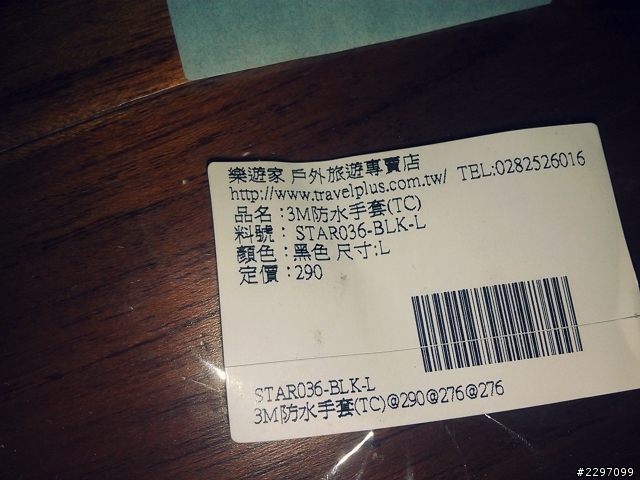 樂遊家 戶外旅遊專賣店
http://www.travelplus.com.tw/ TEL:0282526016
品名：3M防水手套(TC)
料號： STAR036-BLK-L
顏色：黑色 尺寸:L
定價：290
STAR036-BLK-L
3M防水手套(TC)@290@276@276
#2297099